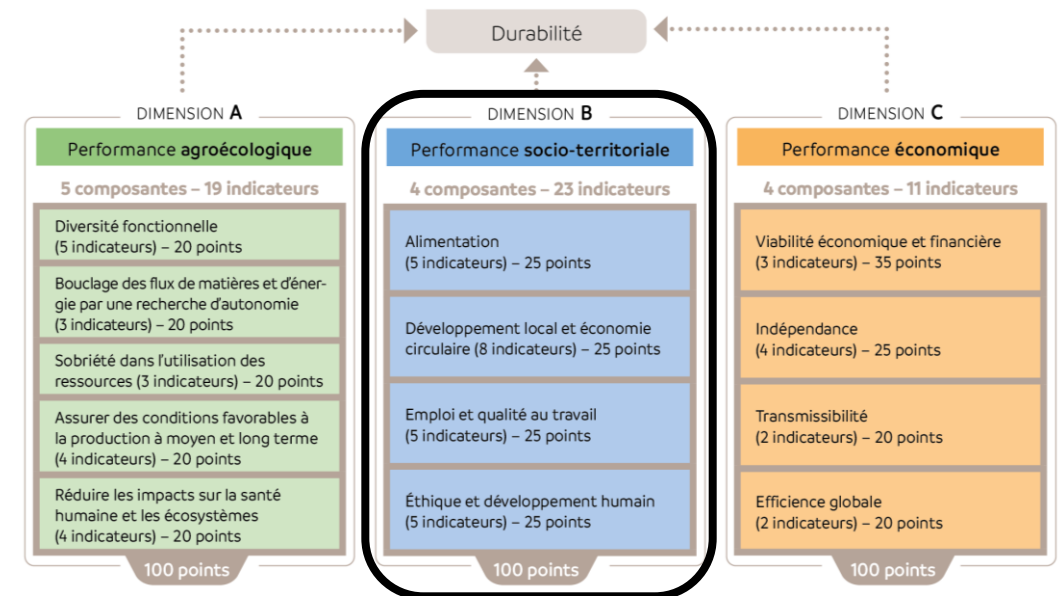 Durabilité
DIMENSION A
Performance agroécologique
5 composantes – 19 indicateurs
Diversité fonctionnelle
(5 indicateurs) – 20 points
Bouclage des flux de matières et d'éner-
gie par une recherche d'autonomie
(3 indicateurs) – 20 points
Sobriété dans l'utilisation des
ressources (3 indicateurs) – 20 points
Assurer des conditions favorables à
la production à moyen et long terme
(4 indicateurs) – 20 points
Réduire les impacts sur la santé
humaine et les écosystèmes
(4 indicateurs) – 20 points
100 points
DIMENSION B
Performance socio-territoriale
4 composantes – 23 indicateurs
Alimentation
(5 indicateurs) – 25 points
Développement local et économie
circulaire (8 indicateurs) – 25 points
Emploi et qualité au travail
(5 indicateurs) – 25 points
Éthique et développement humain
(5 indicateurs) – 25 points
100 points
DIMENSION C
Performance économique
4 composantes – 11 indicateurs
Viabilité économique et financière
(3 indicateurs) – 35 points
Indépendance
(4 indicateurs) – 25 points
Transmissibilité
(2 indicateurs) – 20 points
Efficience globale
(2 indicateurs) – 20 points
100 points